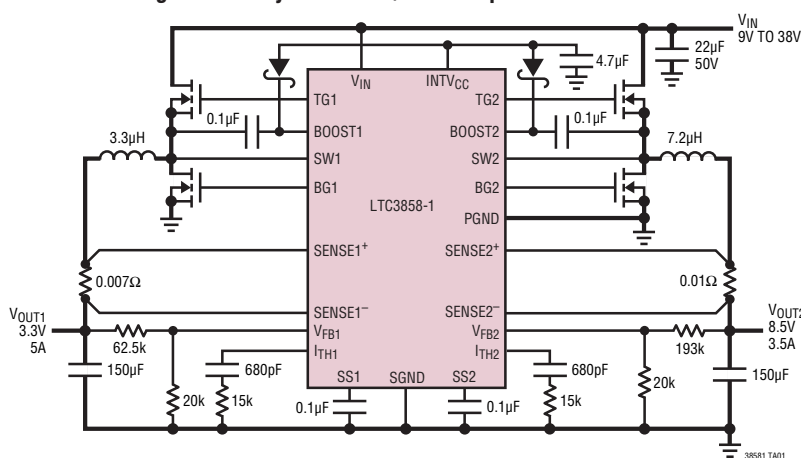 V_IN
9V TO 38V
22µF
50V
4.7µF
V_IN INTV_CC
TG1 TG2
0.1µF 0.1µF
BOOST1 BOOST2
3.3µH 7.2µH
SW1 SW2
BG1 BG2
LTC3858-1
PGND
SENSE1+ SENSE2+
0.007Ω 0.01Ω
SENSE1– SENSE2–
V_OUT1
3.3V
5A
V_OUT2
8.5V
3.5A
V_FB1 V_FB2
62.5k 193k
I_TH1 I_TH2
150µF 680pF 680pF 150µF
SS1 SGND SS2
20k 15k 0.1µF 0.1µF 15k 20k
38581 TA01